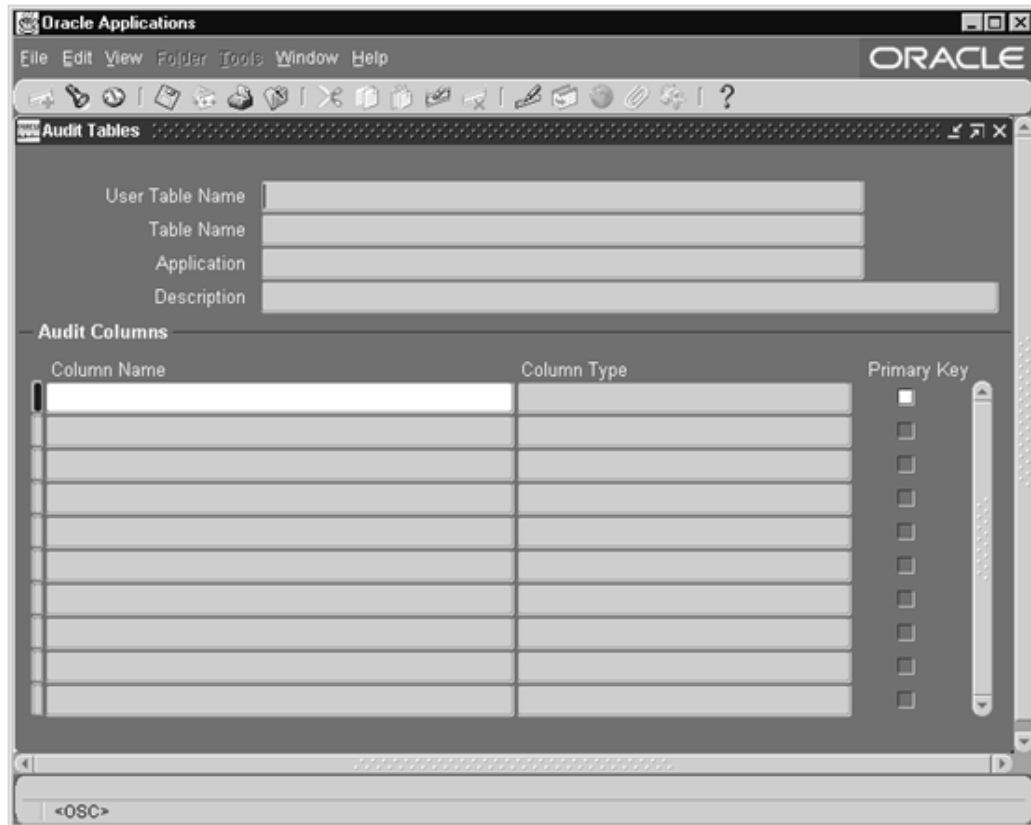 Oracle Applications
File Edit View Folder Tools Window Help
ORACLE
?
Audit Tables
User Table Name
Table Name
Application
Description
Audit Columns
Column Name Column Type Primary Key
<OSC>